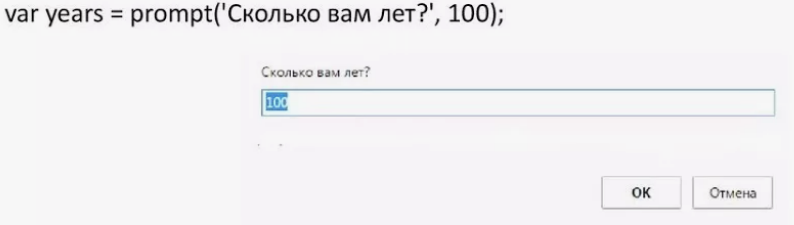 var years = prompt('Сколько вам лет?', 100);
Сколько вам лет?
100
OK
Отмена